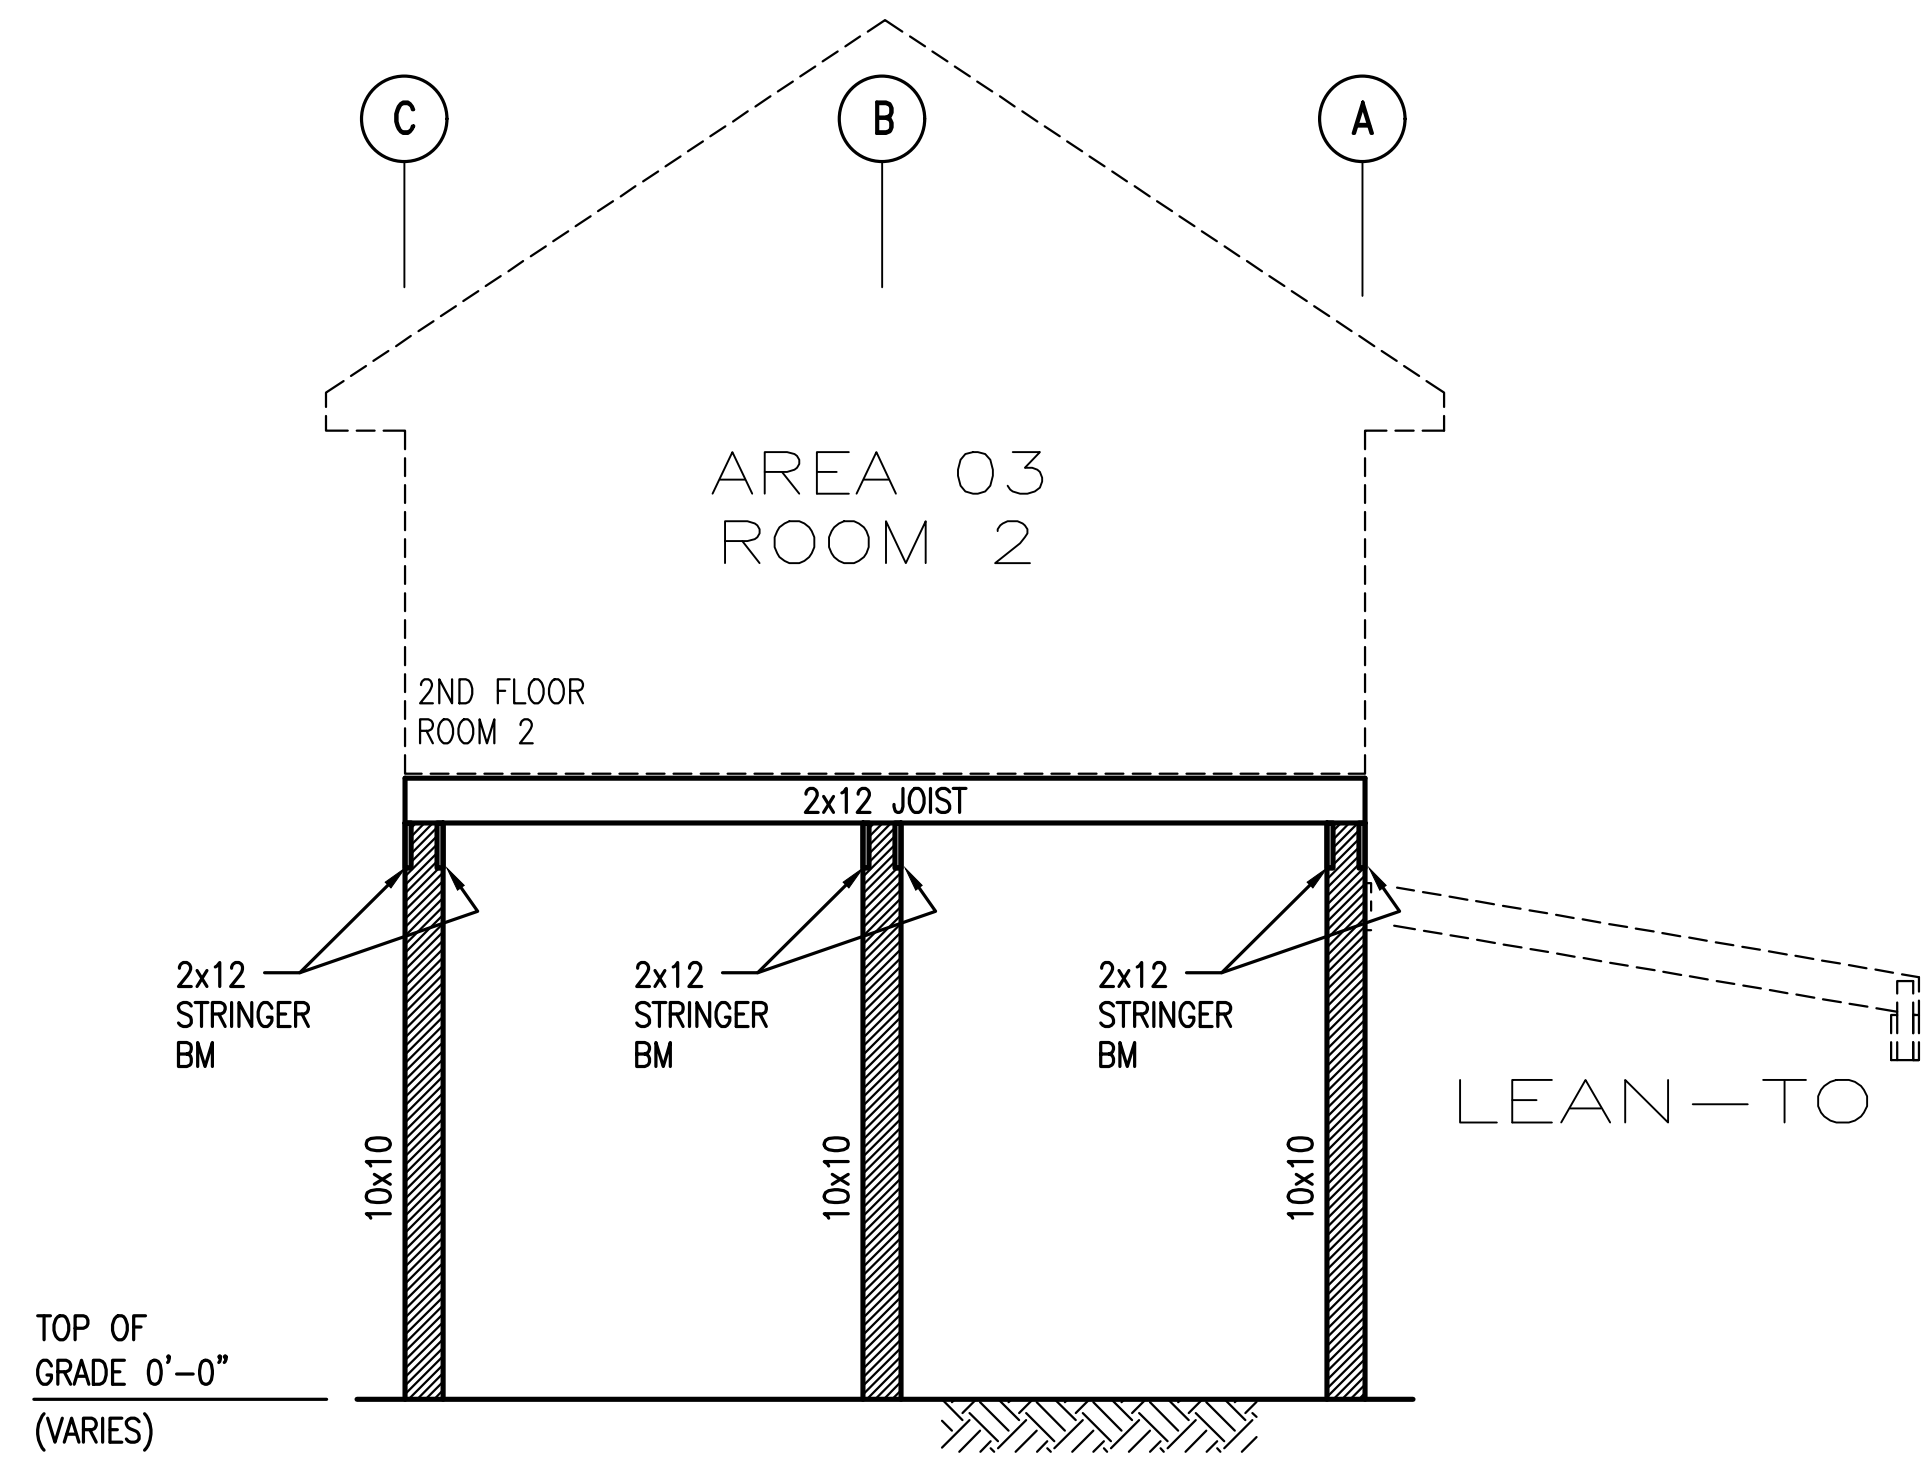 C
B
A
AREA 03
ROOM 2
2ND FLOOR
ROOM 2
2x12 JOIST
2x12
STRINGER
BM
2x12
STRINGER
BM
2x12
STRINGER
BM
LEAN-TO
10x10
10x10
10x10
TOP OF
GRADE 0'-0"
(VARIES)